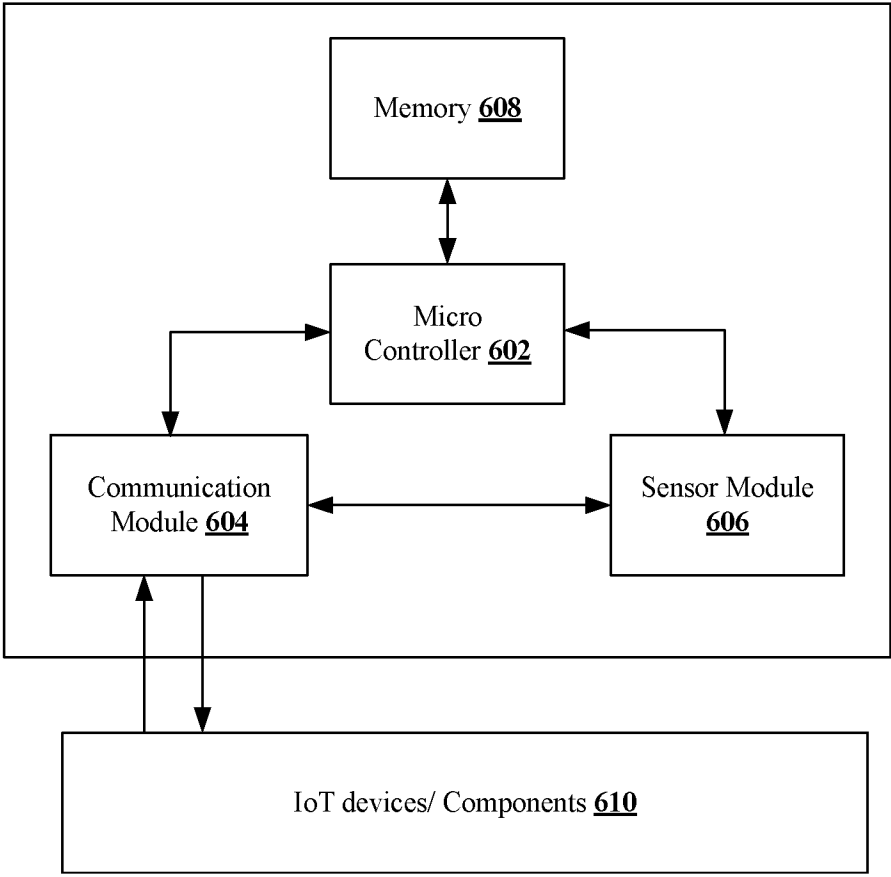 Memory 608
Micro
Controller 602
Communication
Module 604
Sensor Module
606
IoT devices/ Components 610